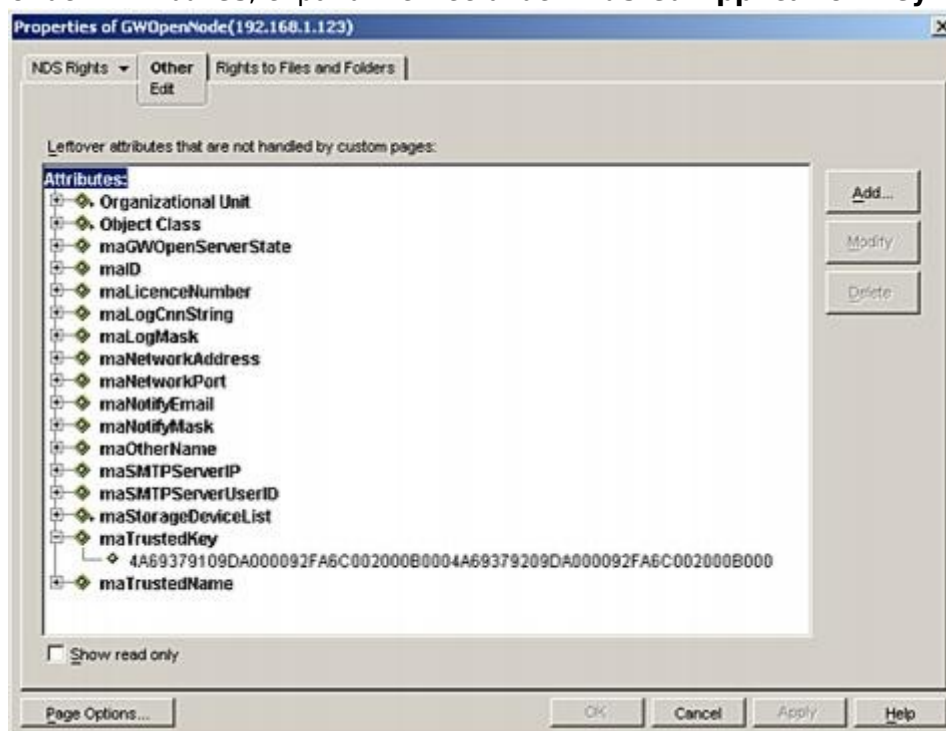 Properties of GWOpenNode(192.168.1.123)
NDS Rights Other Rights to Files and Folders
Edit
Leftover attributes that are not handled by custom pages:
Attributes:
Organizational Unit
Object Class
maGWOpenServerState
maID
maLicenceNumber
maLogCnnString
maLogMask
maNetworkAddress
maNetworkPort
maNotifyEmail
maNotifyMask
maOtherName
maSMTPServerIP
maSMTPServerUserID
maStorageDeviceList
maTrustedKey
4A69379109DA000092FA6C002000B0004A69379209DA000092FA6C002000B000
maTrustedName
Add...
Modify
Delete
Show read only
Page Options... OK Cancel Apply Help